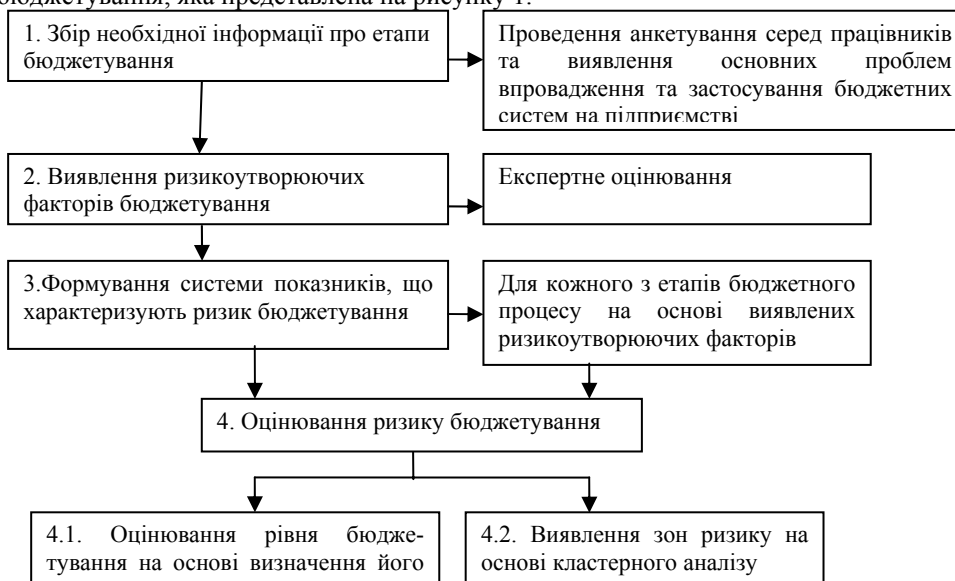 бюджетування, яка представлена на рисунку 1.
1. Збір необхідної інформації про етапи
бюджетування
Проведення анкетування серед працівників
та виявлення основних проблем
впровадження та застосування бюджетних
систем на підприємстві
2. Виявлення ризикоутворюючих
факторів бюджетування
Експертне оцінювання
3.Формування системи показників, що
характеризують ризик бюджетування
Для кожного з етапів бюджетного
процесу на основі виявлених
ризикоутворюючих факторів
4. Оцінювання ризику бюджетування
4.1. Оцінювання рівня бюдже-
тування на основі визначення його
4.2. Виявлення зон ризику на
основі кластерного аналізу